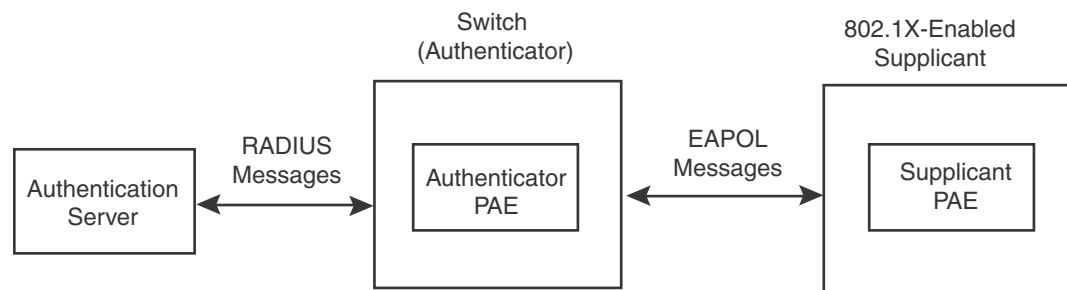 Switch
(Authenticator)
802.1X-Enabled
Supplicant
RADIUS
Messages
EAPOL
Messages
Authentication
Server
Authenticator
PAE
Supplicant
PAE